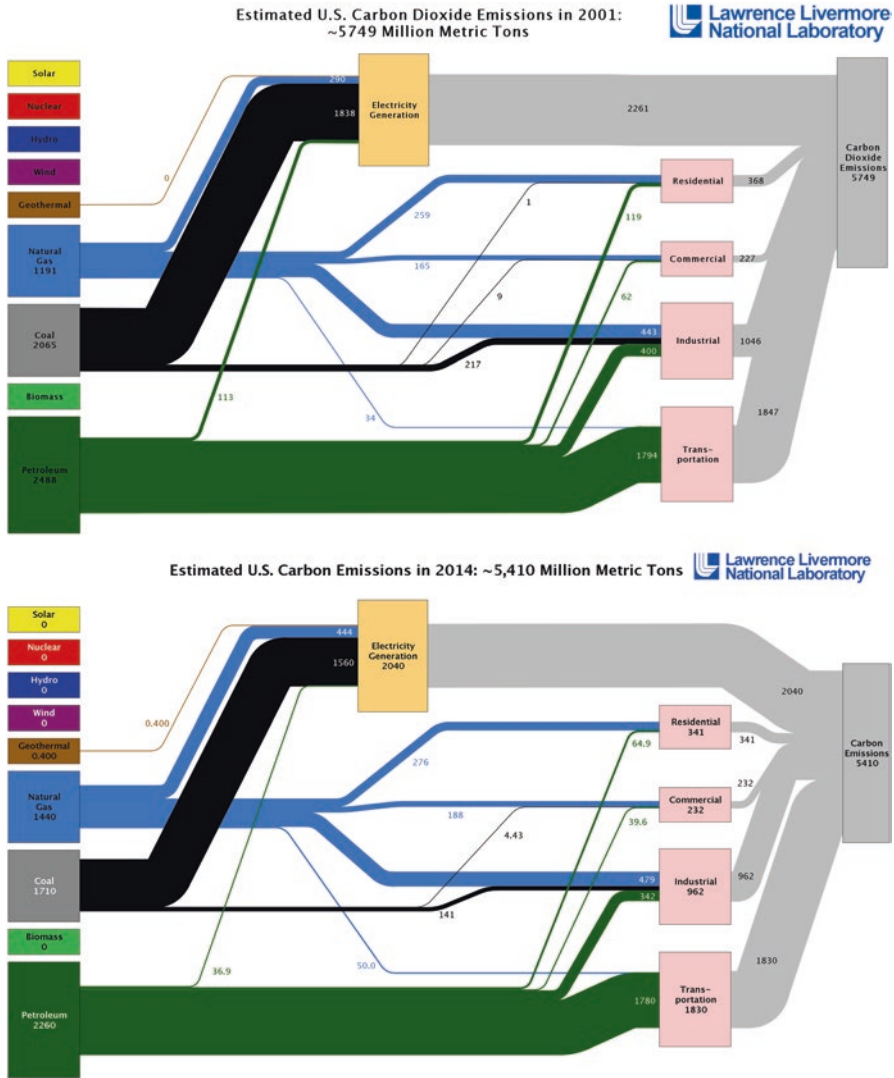 Estimated U.S. Carbon Dioxide Emissions in 2001:
~5749 Million Metric Tons
Lawrence Livermore
National Laboratory
Solar
Nuclear
Hydro
Wind
Geothermal
Natural
Gas
1191
Coal
2065
Biomass
Petroleum
2488
0
290
1838
113
Electricity
Generation
2261
259
165
1
9
217
34
119
62
443
400
1794
Residential
Commercial
Industrial
Trans-
portation
368
227
1046
1847
Carbon
Dioxide
Emissions
5749
Estimated U.S. Carbon Emissions in 2014: ~5,410 Million Metric Tons
Lawrence Livermore
National Laboratory
Solar
0
Nuclear
0
Hydro
0
Wind
0
Geothermal
0.400
Natural
Gas
1440
Coal
1710
Biomass
0
Petroleum
2260
0.400
444
1560
36.9
Electricity
Generation
2040
2040
276
188
4.43
141
50.0
64.9
39.6
479
342
1780
Residential
341
Commercial
232
Industrial
962
Trans-
portation
1830
341
232
962
1830
Carbon
Emissions
5410